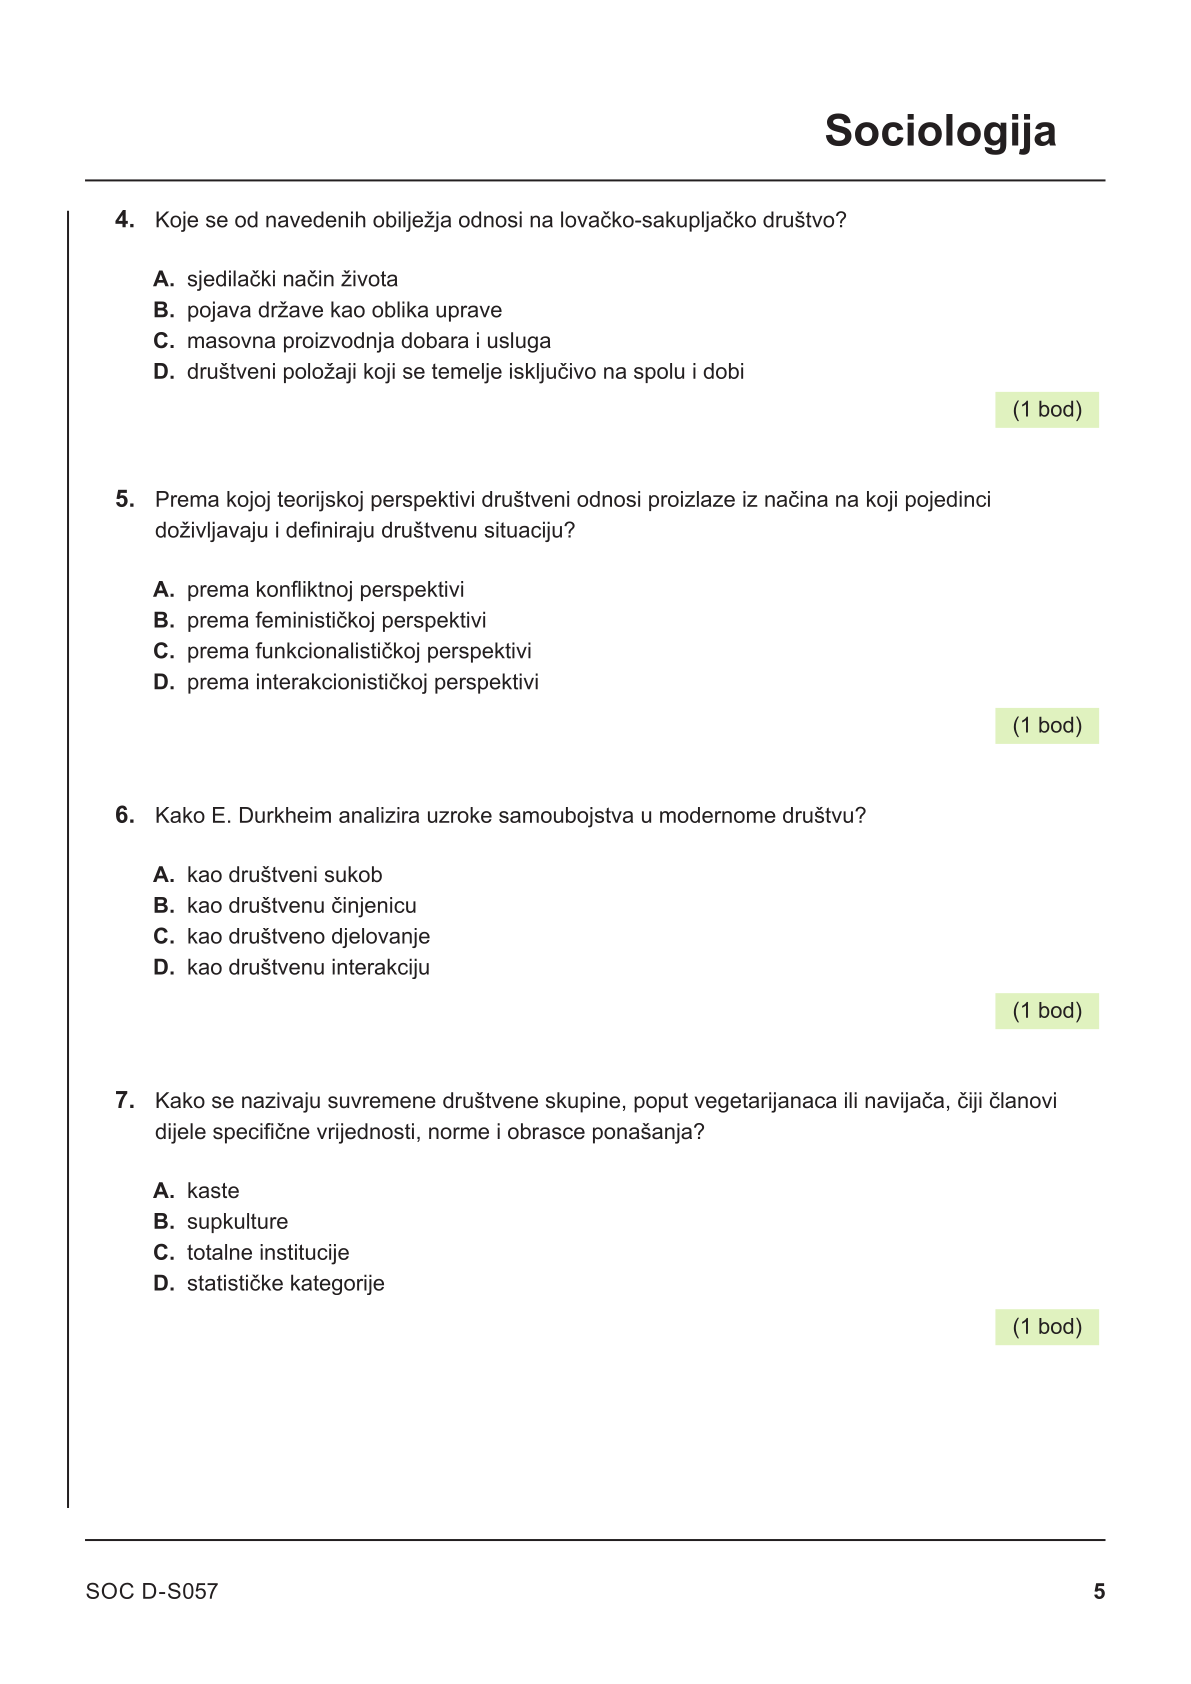 Sociologija
4. Koje se od navedenih obilježja odnosi na lovačko-sakupljačko društvo?
A. sjedilački način života
B. pojava države kao oblika uprave
C. masovna proizvodnja dobara i usluga
D. društveni položaji koji se temelje isključivo na spolu i dobi
(1 bod)
5. Prema kojoj teorijskoj perspektivi društveni odnosi proizlaze iz načina na koji pojedinci
doživljavaju i definiraju društvenu situaciju?
A. prema konfliktnoj perspektivi
B. prema feminističkoj perspektivi
C. prema funkcionalističkoj perspektivi
D. prema interakcionističkoj perspektivi
(1 bod)
6. Kako E. Durkheim analizira uzroke samoubojstva u modernome društvu?
A. kao društveni sukob
B. kao društvenu činjenicu
C. kao društveno djelovanje
D. kao društvenu interakciju
(1 bod)
7. Kako se nazivaju suvremene društvene skupine, poput vegetarijanaca ili navijača, čiji članovi
dijele specifične vrijednosti, norme i obrasce ponašanja?
A. kaste
B. supkulture
C. totalne institucije
D. statističke kategorije
(1 bod)
SOC D-S057
5